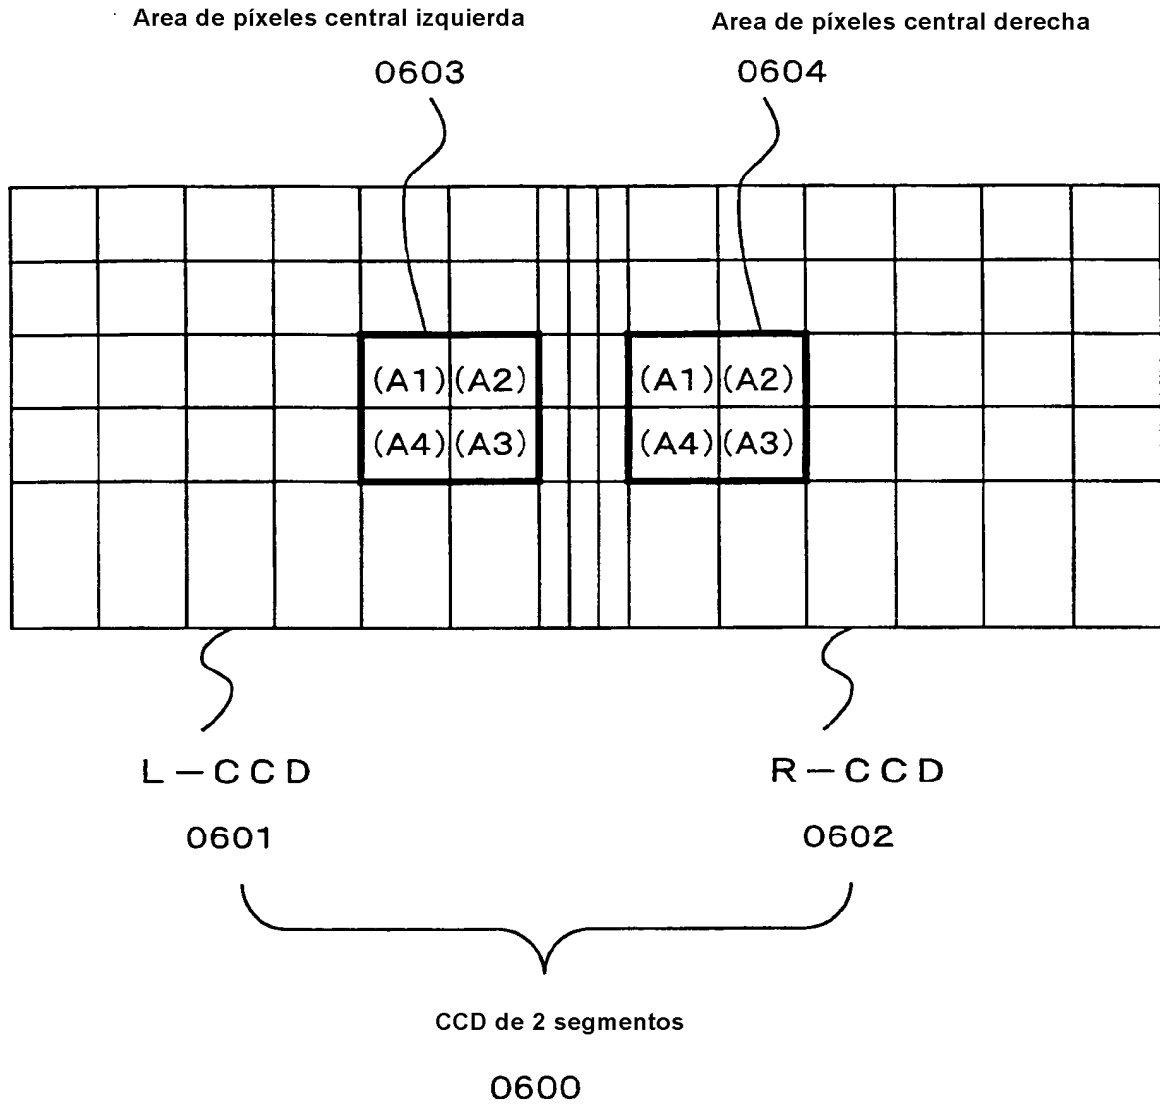 Area de píxeles central izquierda
Area de píxeles central derecha
0603
0604
(A1) (A2)
(A1) (A2)
(A4) (A3)
(A4) (A3)
L-CCD
R-CCD
0601
0602
CCD de 2 segmentos
0600